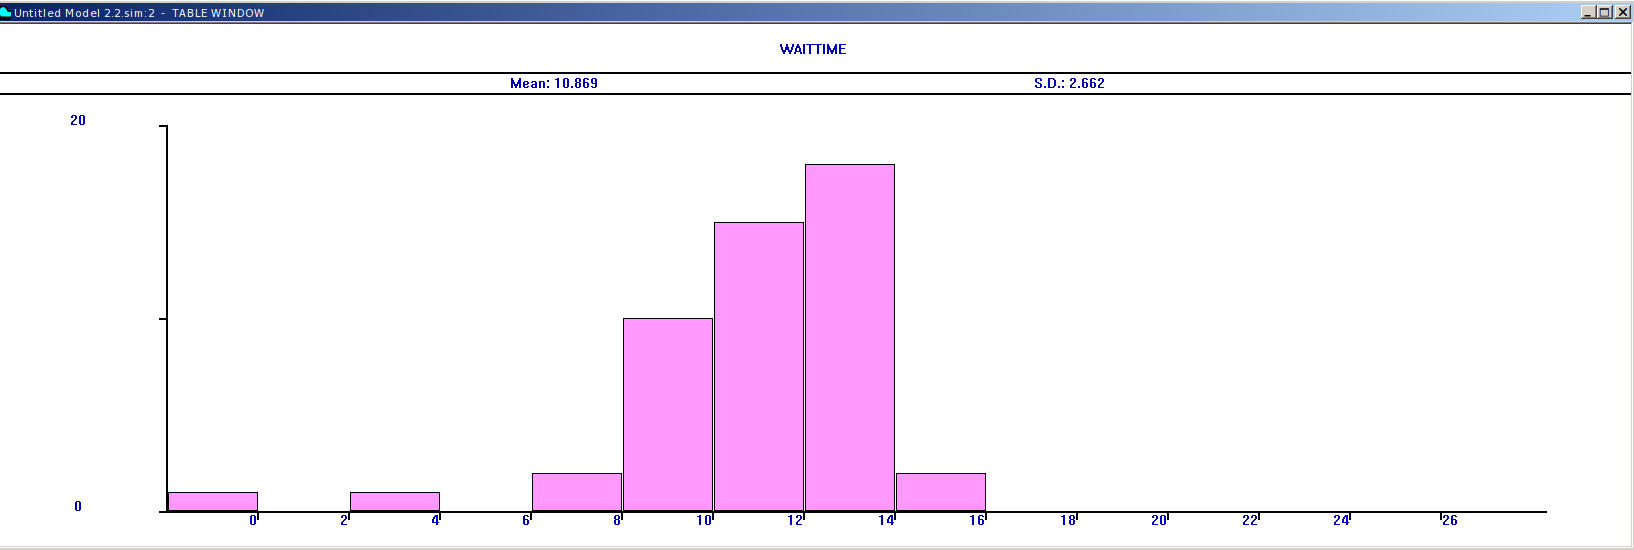 Untitled Model 2.2.sim:2 - TABLE WINDOW
WAITTIME
Mean: 10.869 S.D.: 2.662
20
0
0 2 4 6 8 10 12 14 16 18 20 22 24 26